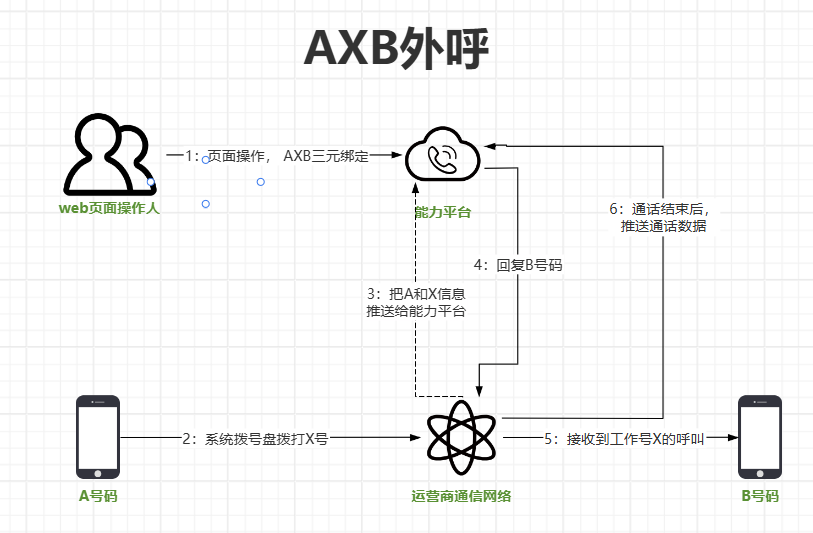 AXB外呼
1：页面操作， AXB三元绑定
web页面操作人
能力平台
6：通话结束后，
推送通话数据
4：回复B号码
3：把A和X信息
推送给能力平台
2：系统拨号盘拨打X号
5：接收到工作号X的呼叫
A号码
运营商通信网络
B号码